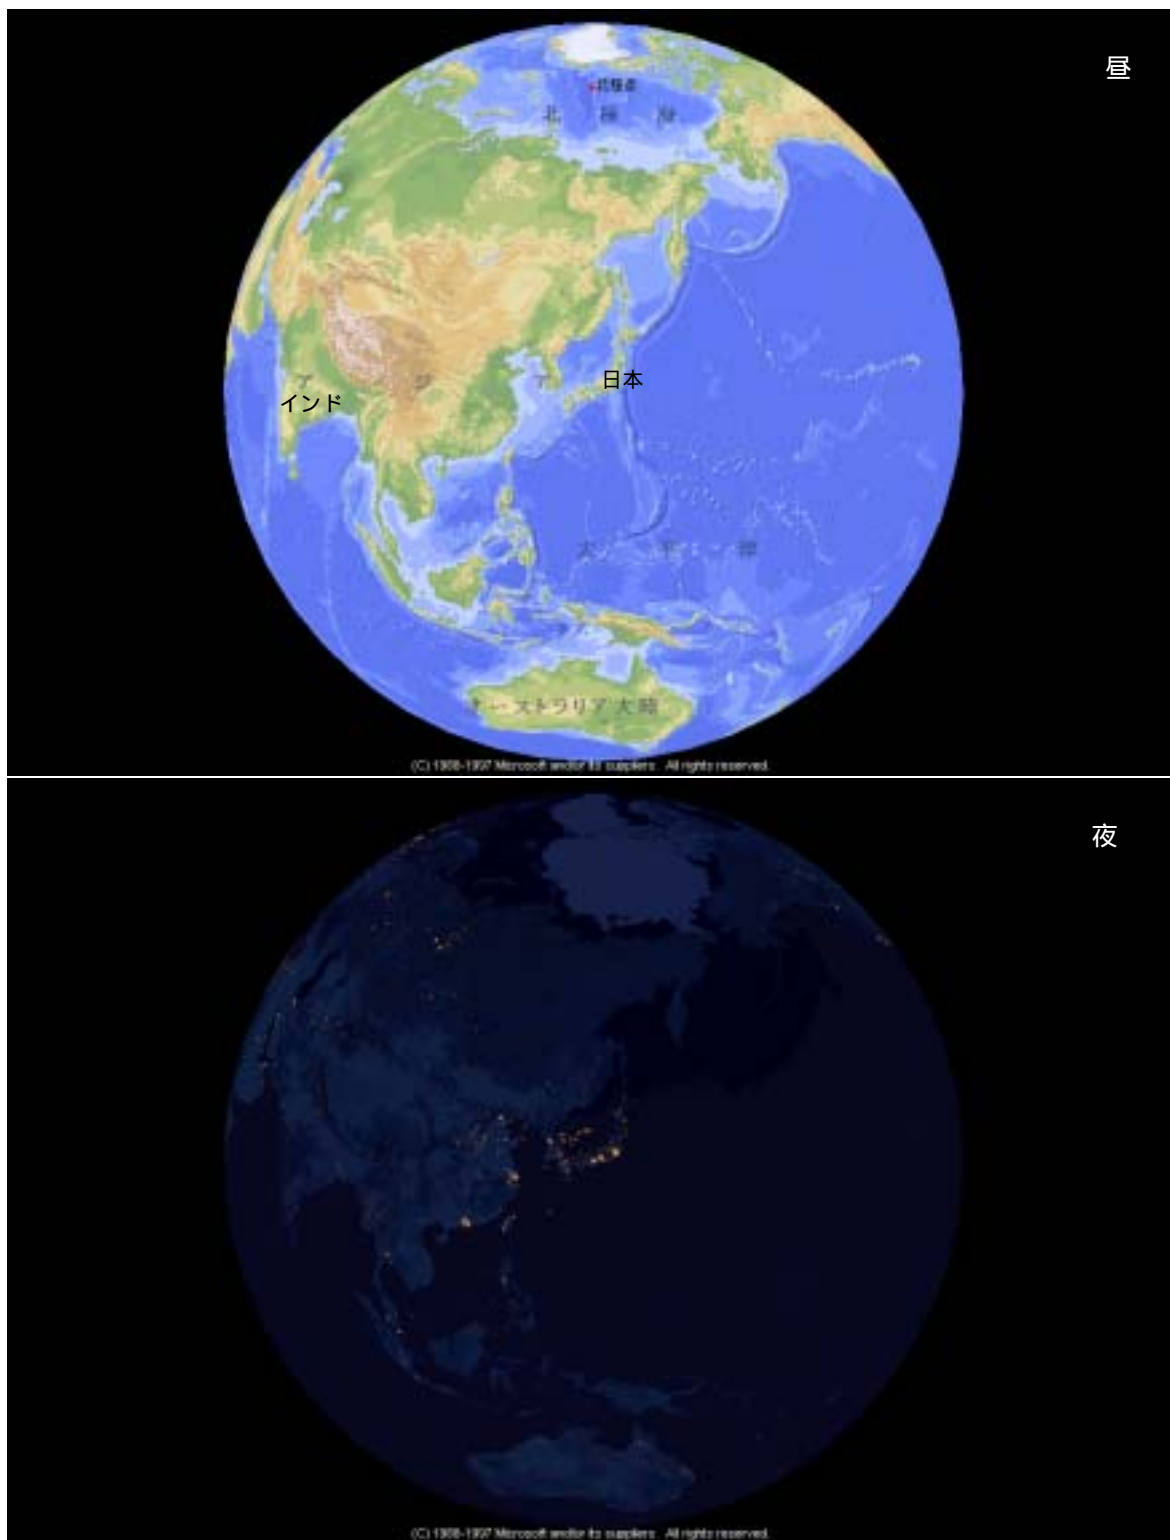 昼
北極点
北極海
アジア
日本
インド
太平洋
オーストラリア大陸
(C) 1988-1997 Microsoft and/or its suppliers. All rights reserved.
夜
(C) 1988-1997 Microsoft and/or its suppliers. All rights reserved.